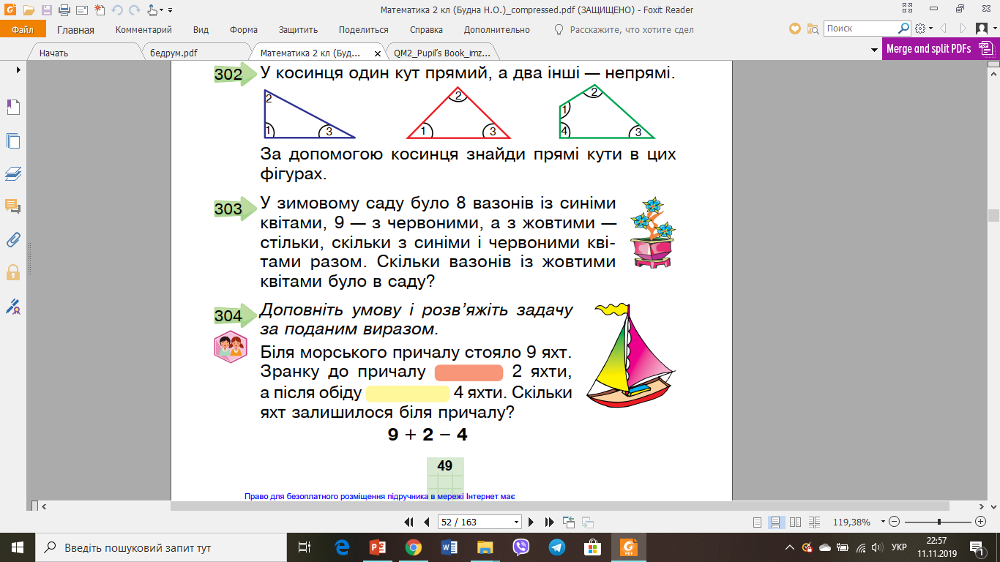 Математика 2 кл (Будна Н.О.)_compressed.pdf (ЗАЩИЩЕНО) - Foxit Reader
Файл Главная Комментарий Вид Форма Защитить Поделиться Справка Дополнительно Расскажите, что хотите сдел Поиск
Начать бедрум.pdf Математика 2 кл (Буд... QM2_Pupil’s Book_imz... Merge and split PDFs
302 У косинця один кут прямий, а два інші — непрямі.
2 1 3 2 1 3 1 2 4 3
За допомогою косинця знайди прямі кути в цих
фігурах.
303 У зимовому саду було 8 вазонів із синіми
квітами, 9 — з червоними, а з жовтими —
стільки, скільки з синіми і червоними кві-
тами разом. Скільки вазонів із жовтими
квітами було в саду?
304 Доповніть умову і розв’яжіть задачу
за поданим виразом.
Біля морського причалу стояло 9 яхт.
Зранку до причалу 2 яхти,
а після обіду 4 яхти. Скільки
яхт залишилося біля причалу?
9 + 2 − 4
49
Право для безоплатного розміщення підручника в мережі Інтернет має
52 / 163 119,38%
Введіть пошуковий запит тут УКР 22:57
11.11.2019 1